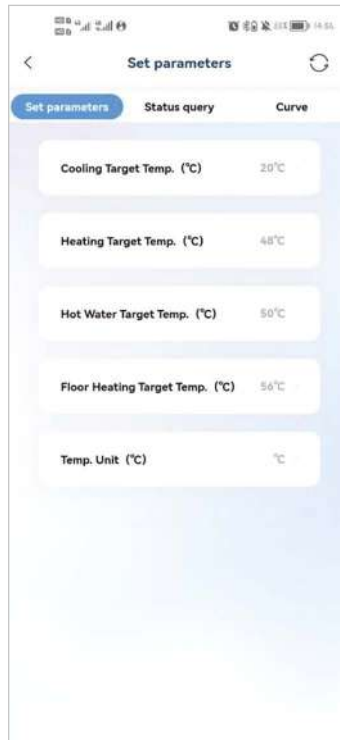 Set parameters
Set parameters Status query Curve
Cooling Target Temp. (℃) 20℃
Heating Target Temp. (℃) 48℃
Hot Water Target Temp. (℃) 50℃
Floor Heating Target Temp. (℃) 56℃
Temp. Unit (℃) ℃